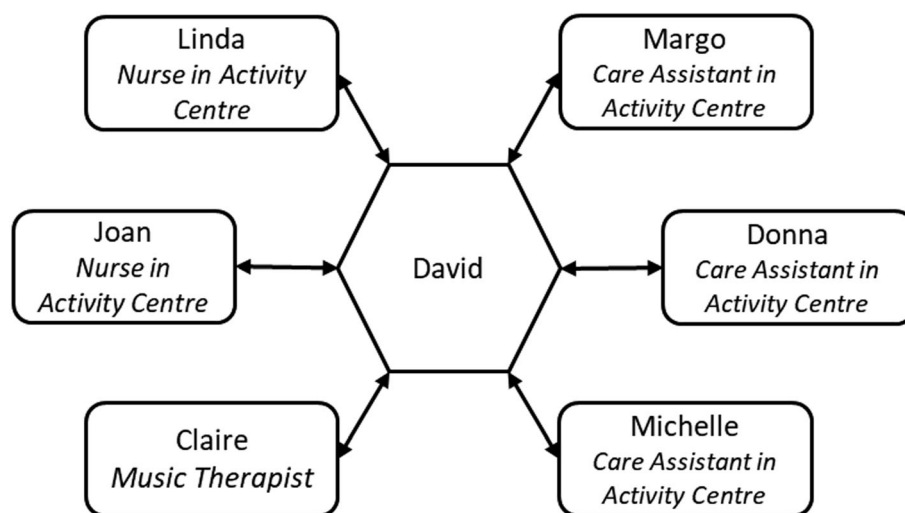 Linda
Nurse in Activity
Centre
Margo
Care Assistant in
Activity Centre
Joan
Nurse in
Activity Centre
David
Donna
Care Assistant in
Activity Centre
Claire
Music Therapist
Michelle
Care Assistant in
Activity Centre